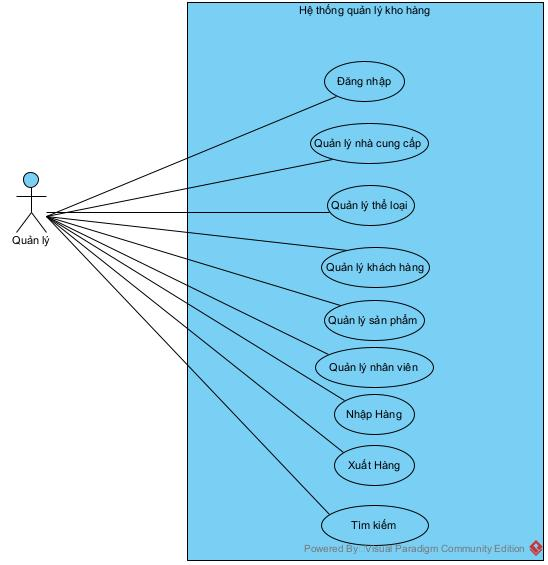 Hệ thống quản lý kho hàng
Đăng nhập
Quản lý nhà cung cấp
Quản lý thể loại
Quản lý
Quản lý khách hàng
Quản lý sản phẩm
Quản lý nhân viên
Nhập Hàng
Xuất Hàng
Tìm kiếm
Powered By: Visual Paradigm Community Edition